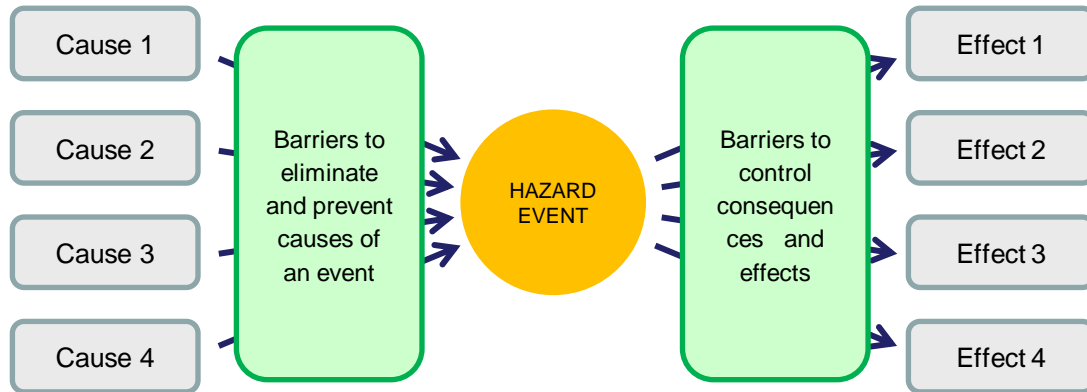 Cause 1
Cause 2
Cause 3
Cause 4
Barriers to
eliminate
and prevent
causes of
an event
HAZARD
EVENT
Barriers to
control
consequen
ces and
effects
Effect 1
Effect 2
Effect 3
Effect 4